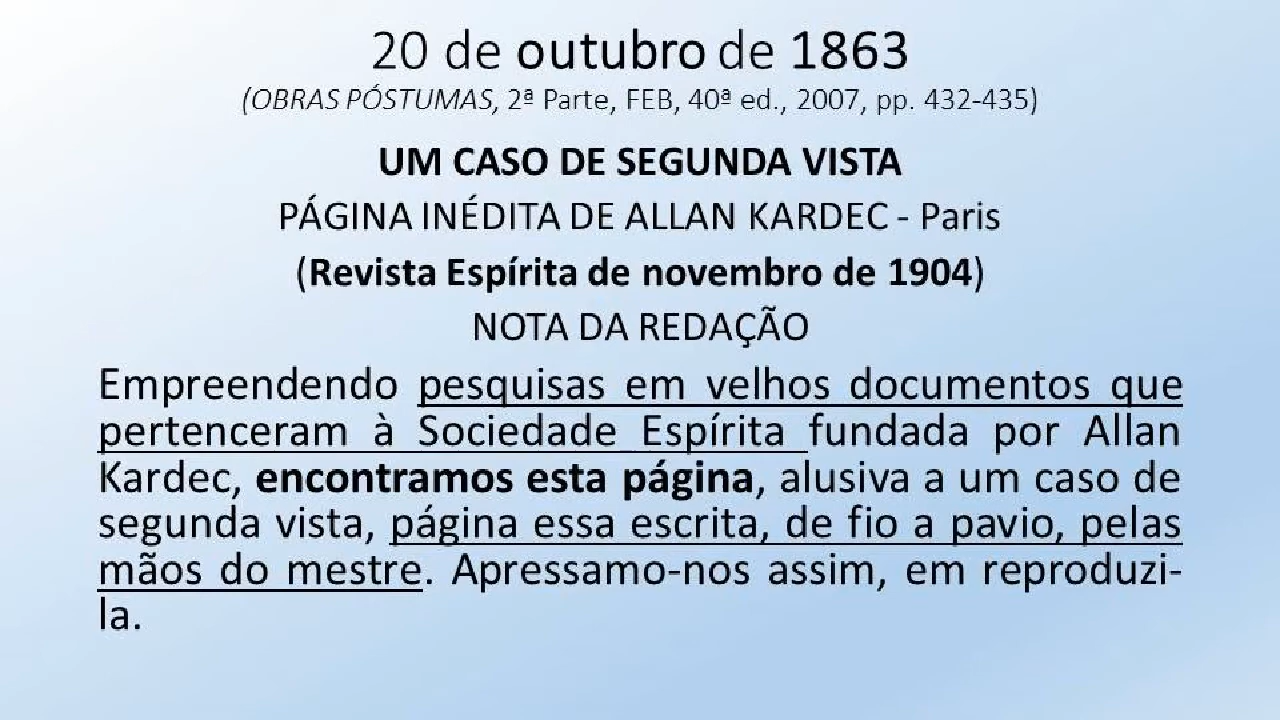 20 de outubro de 1863
(OBRAS PÓSTUMAS, 2ª Parte, FEB, 40ª ed., 2007, pp. 432-435)
UM CASO DE SEGUNDA VISTA
PÁGINA INÉDITA DE ALLAN KARDEC - Paris
(Revista Espírita de novembro de 1904)
NOTA DA REDAÇÃO
Empreendendo pesquisas em velhos documentos que
pertenceram à Sociedade Espírita fundada por Allan
Kardec, encontramos esta página, alusiva a um caso de
segunda vista, página essa escrita, de fio a pavio, pelas
mãos do mestre. Apressamo-nos assim, em reproduzi-
la.